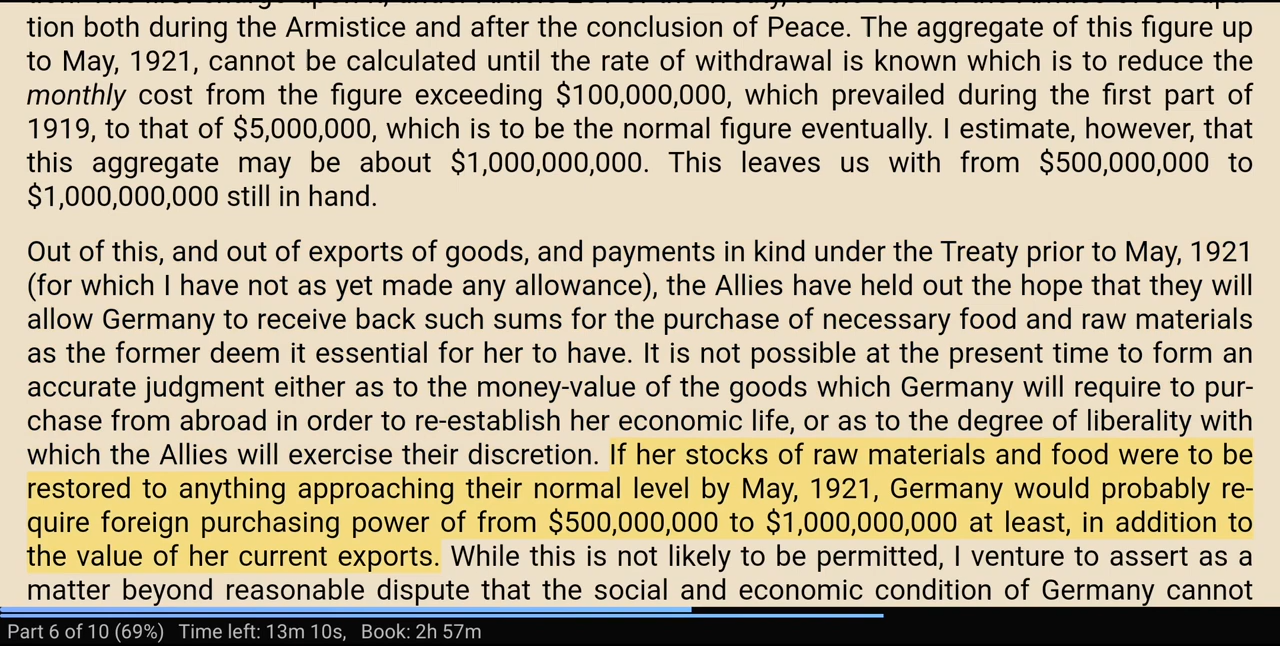 tion both during the Armistice and after the conclusion of Peace. The aggregate of this figure up
to May, 1921, cannot be calculated until the rate of withdrawal is known which is to reduce the
monthly cost from the figure exceeding $100,000,000, which prevailed during the first part of
1919, to that of $5,000,000, which is to be the normal figure eventually. I estimate, however, that
this aggregate may be about $1,000,000,000. This leaves us with from $500,000,000 to
$1,000,000,000 still in hand.
Out of this, and out of exports of goods, and payments in kind under the Treaty prior to May, 1921
(for which I have not as yet made any allowance), the Allies have held out the hope that they will
allow Germany to receive back such sums for the purchase of necessary food and raw materials
as the former deem it essential for her to have. It is not possible at the present time to form an
accurate judgment either as to the money-value of the goods which Germany will require to pur-
chase from abroad in order to re-establish her economic life, or as to the degree of liberality with
which the Allies will exercise their discretion. If her stocks of raw materials and food were to be
restored to anything approaching their normal level by May, 1921, Germany would probably re-
quire foreign purchasing power of from $500,000,000 to $1,000,000,000 at least, in addition to
the value of her current exports. While this is not likely to be permitted, I venture to assert as a
matter beyond reasonable dispute that the social and economic condition of Germany cannot
Part 6 of 10 (69%) Time left: 13m 10s, Book: 2h 57m